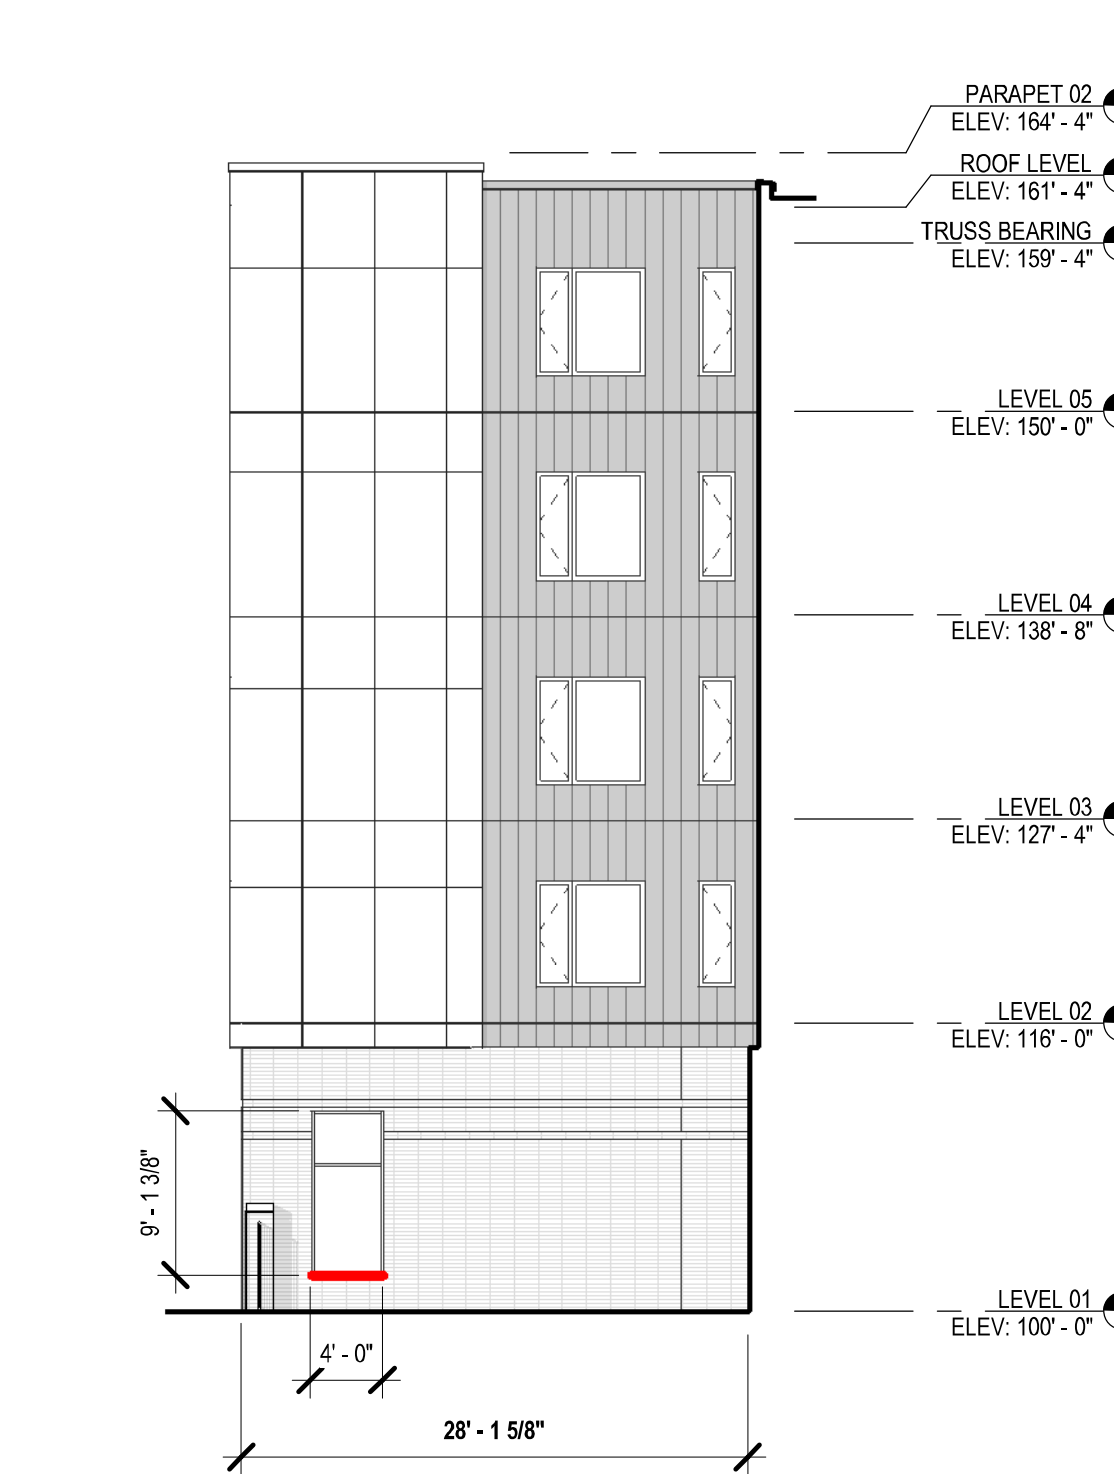 PARAPET 02
ELEV: 164' - 4"
ROOF LEVEL
ELEV: 161' - 4"
TRUSS BEARING
ELEV: 159' - 4"
LEVEL 05
ELEV: 150' - 0"
LEVEL 04
ELEV: 138' - 8"
LEVEL 03
ELEV: 127' - 4"
LEVEL 02
ELEV: 116' - 0"
9' - 1 3/8"
LEVEL 01
ELEV: 100' - 0"
4' - 0"
28' - 1 5/8"